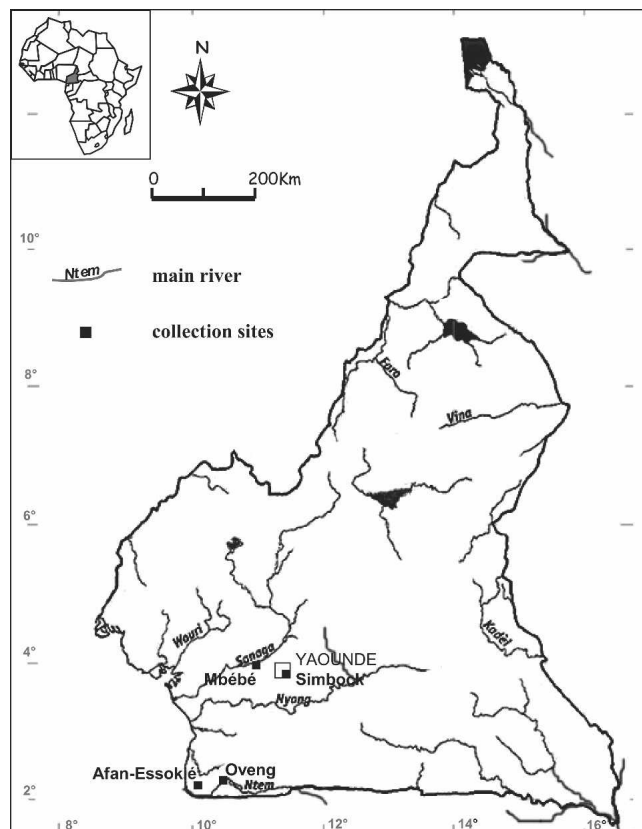 N
0 200Km
Ntem
main river
collection sites
10°
8°
6°
4°
2°
Faro
Vina
Wouri
Sanaga
Kadéï
YAOUNDE
Mbébé
Simbock
Nyong
Afan-Essokié
Oveng
Ntem
8° 10° 12° 14° 16°